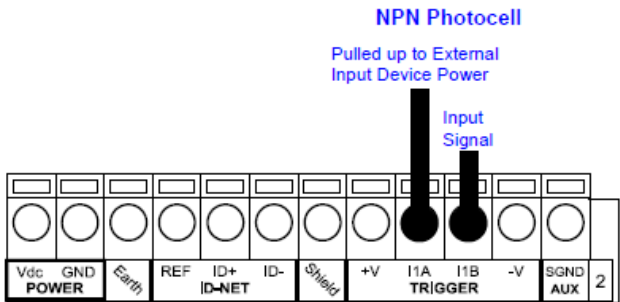 NPN Photocell
Pulled up to External
Input Device Power
Input
Signal
Vdc GND Earth REF ID+ ID- Shield +V I1A I1B -V SGND 2
POWER ID-NET TRIGGER AUX